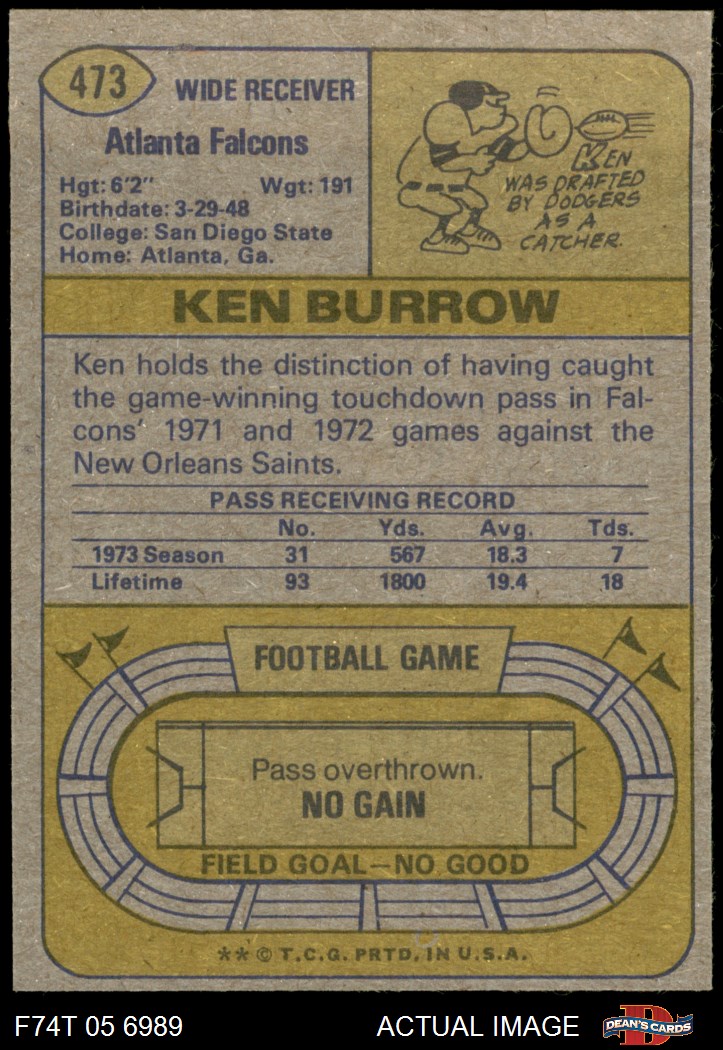 473
WIDE RECEIVER
Atlanta Falcons
Hgt: 6'2" Wgt: 191
Birthdate: 3-29-48
College: San Diego State
Home: Atlanta, Ga.
KEN
WAS DRAFTED
BY DODGERS
AS A
CATCHER.
KEN BURROW
Ken holds the distinction of having caught
the game-winning touchdown pass in Fal-
cons' 1971 and 1972 games against the
New Orleans Saints.
PASS RECEIVING RECORD
No. Yds. Avg. Tds.
1973 Season 31 567 18.3 7
Lifetime 93 1800 19.4 18
FOOTBALL GAME
Pass overthrown.
NO GAIN
FIELD GOAL—NO GOOD
** © T.C.G. PRTD. IN U.S.A.
F74T 05 6989 ACTUAL IMAGE
D
DEAN'S CARDS